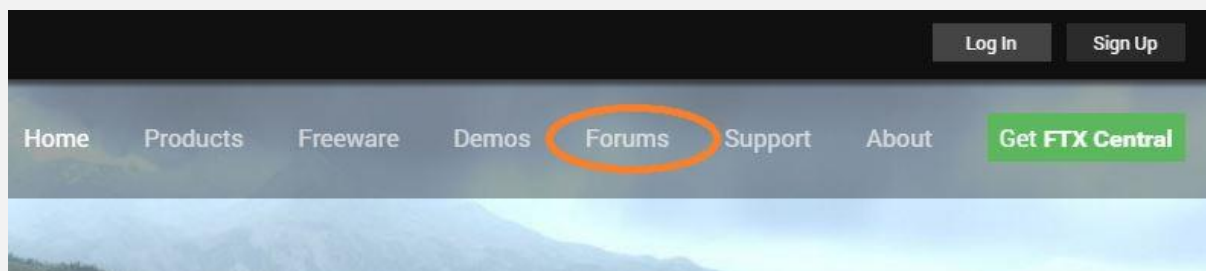 Log In Sign Up
Home Products Freeware Demos Forums Support About Get FTX Central